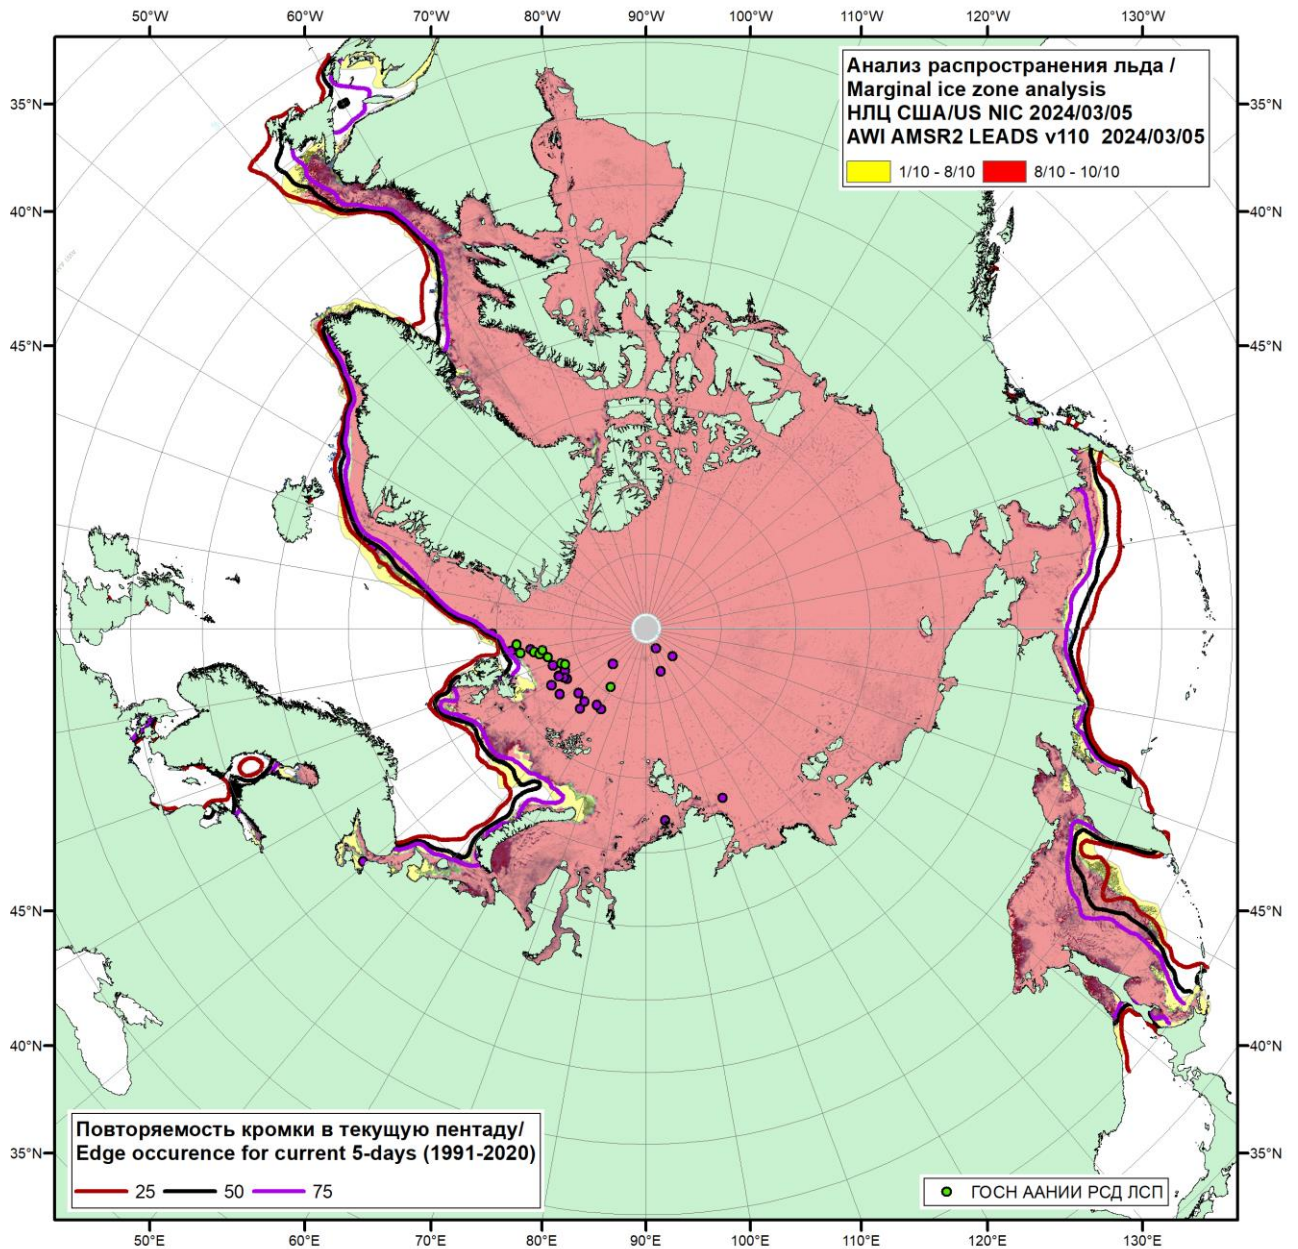 50°W 60°W 70°W 80°W 90°W 100°W 110°W 120°W 130°W
Анализ распространения льда /
Marginal ice zone analysis
НЛЦ США/US NIC 2024/03/05
AWI AMSR2 LEADS v110 2024/03/05
1/10 - 8/10 8/10 - 10/10
35°N 35°N
40°N 40°N
45°N 45°N
45°N 45°N
40°N 40°N
35°N 35°N
Повторяемость кромки в текущую пентаду/
Edge occurence for current 5-days (1991-2020)
25 50 75
ГОСН ААНИИ РСД ЛСП
50°E 60°E 70°E 80°E 90°E 100°E 110°E 120°E 130°E